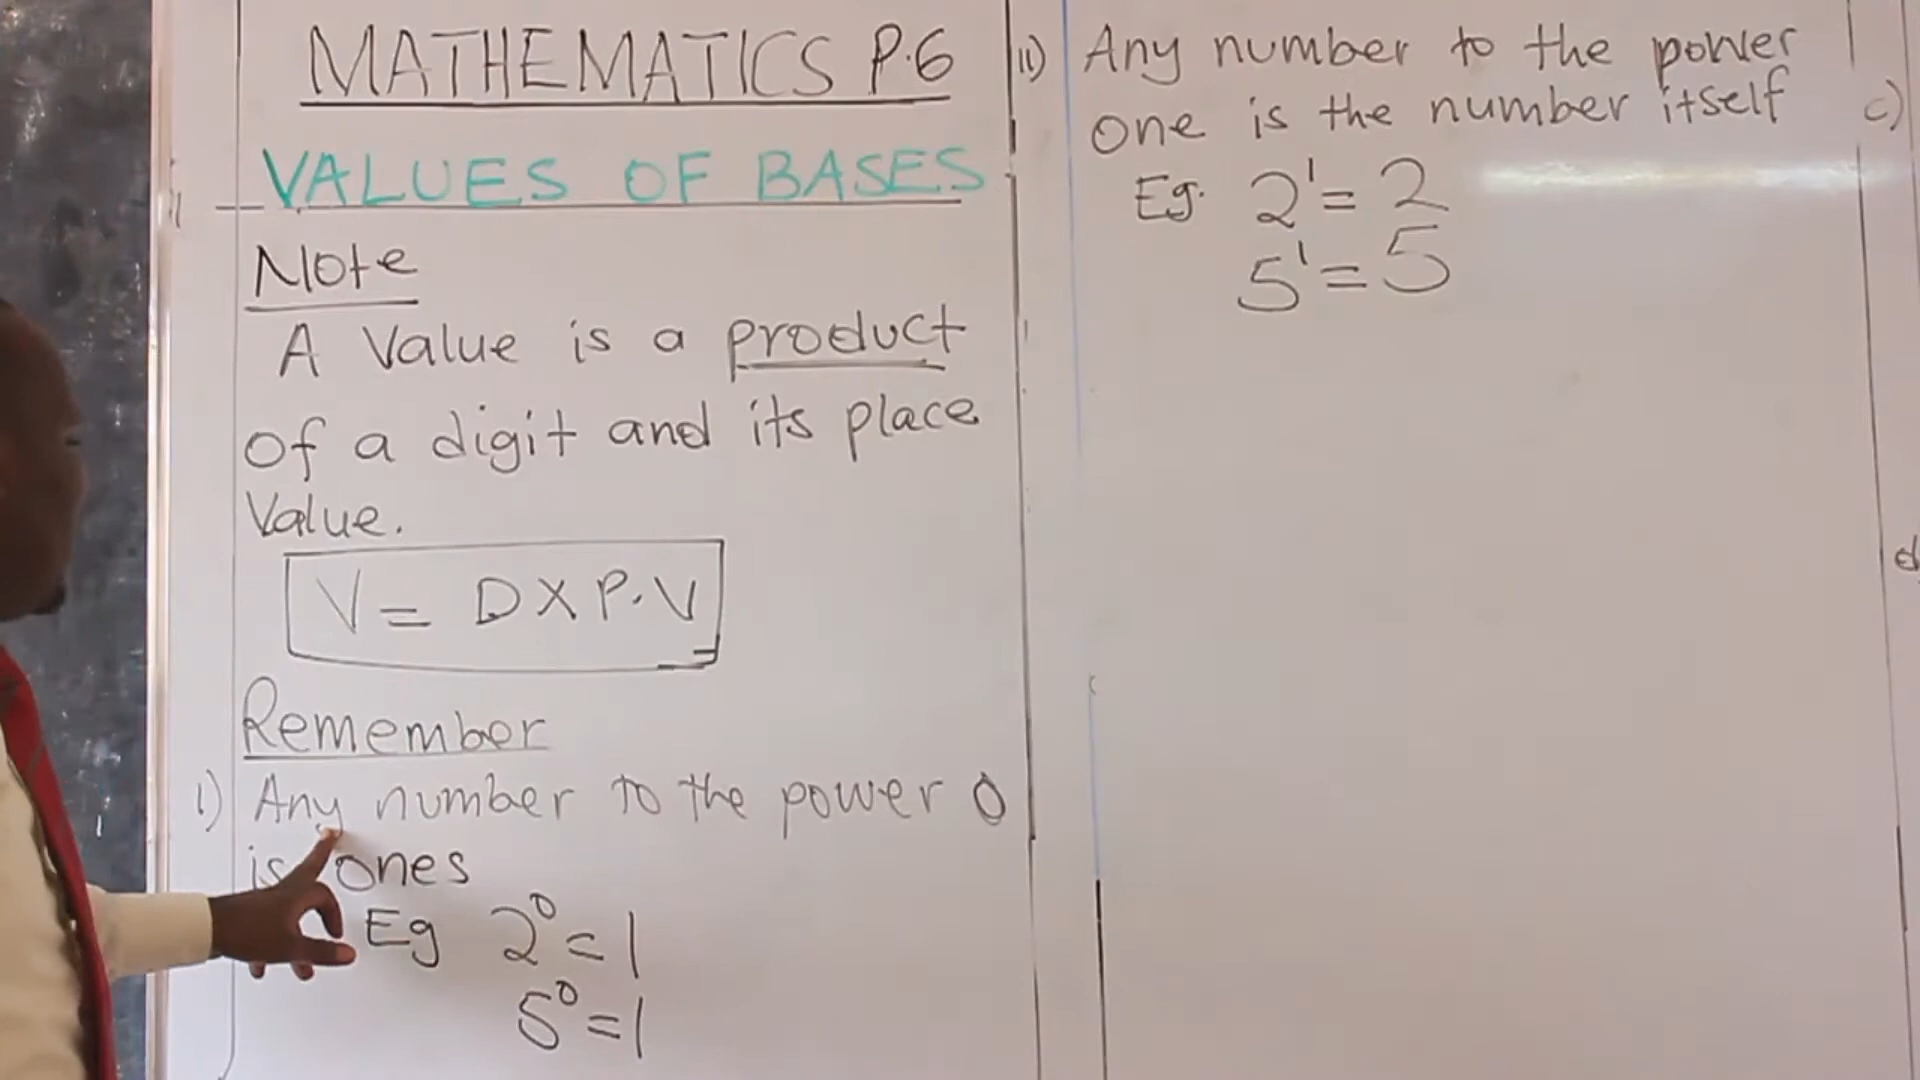 MATHEMATICS P.6
VALUES OF BASES
Note
A Value is a product
of a digit and its place
Value.
V = D X P.V
Remember
1) Any number to the power 0
is ones
Eg 2⁰ = 1
5⁰ = 1
11) Any number to the power
one is the number itself
Eg. 2¹ = 2
5¹ = 5
c)
d